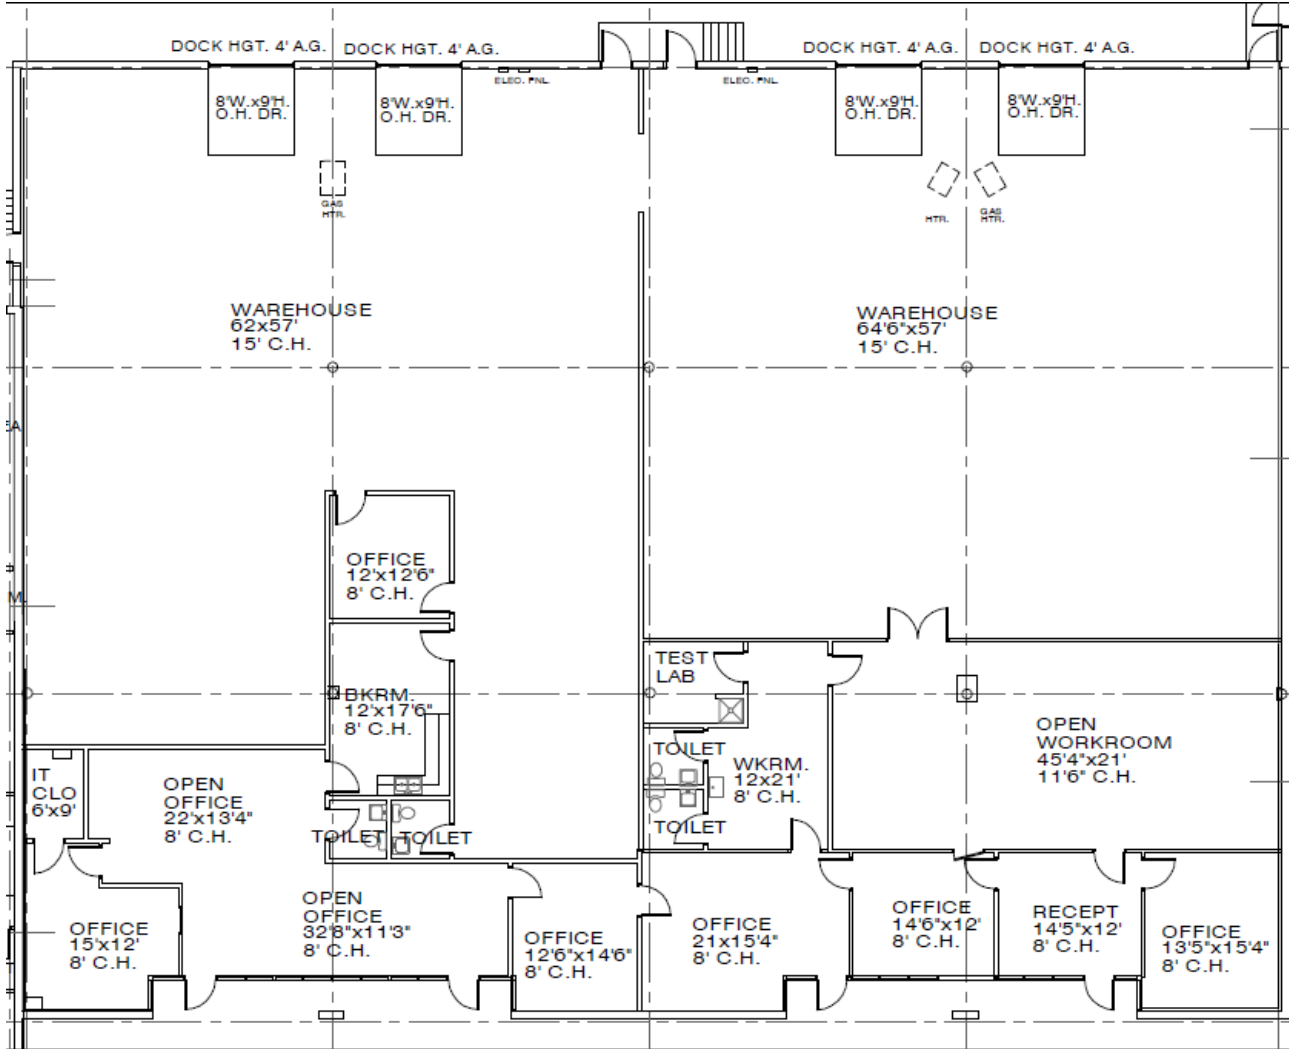 DOCK HGT. 4' A.G.
DOCK HGT. 4' A.G.
DOCK HGT. 4' A.G.
DOCK HGT. 4' A.G.
ELEC. PNL.
ELEC. PNL.
8'W.x9'H.
O.H. DR.
8'W.x9'H.
O.H. DR.
8'W.x9'H.
O.H. DR.
8'W.x9'H.
O.H. DR.
GAS
HTR.
HTR.
GAS
HTR.
WAREHOUSE
62x57'
15' C.H.
WAREHOUSE
64'6"x57'
15' C.H.
OFFICE
12'x12'6"
8' C.H.
BKRM.
12'x17'6"
8' C.H.
TEST
LAB
TOILET
WKRM.
12x21'
8' C.H.
TOILET
OPEN
WORKROOM
45'4"x21'
11'6" C.H.
IT
CLO
6'x9'
OPEN
OFFICE
22'x13'4"
8' C.H.
TOILET
TOILET
OPEN
OFFICE
32'8"x11'3"
8' C.H.
OFFICE
15'x12'
8' C.H.
OFFICE
12'6"x14'6"
8' C.H.
OFFICE
21x15'4"
8' C.H.
OFFICE
14'6"x12'
8' C.H.
RECEPT
14'5"x12'
8' C.H.
OFFICE
13'5"x15'4"
8' C.H.